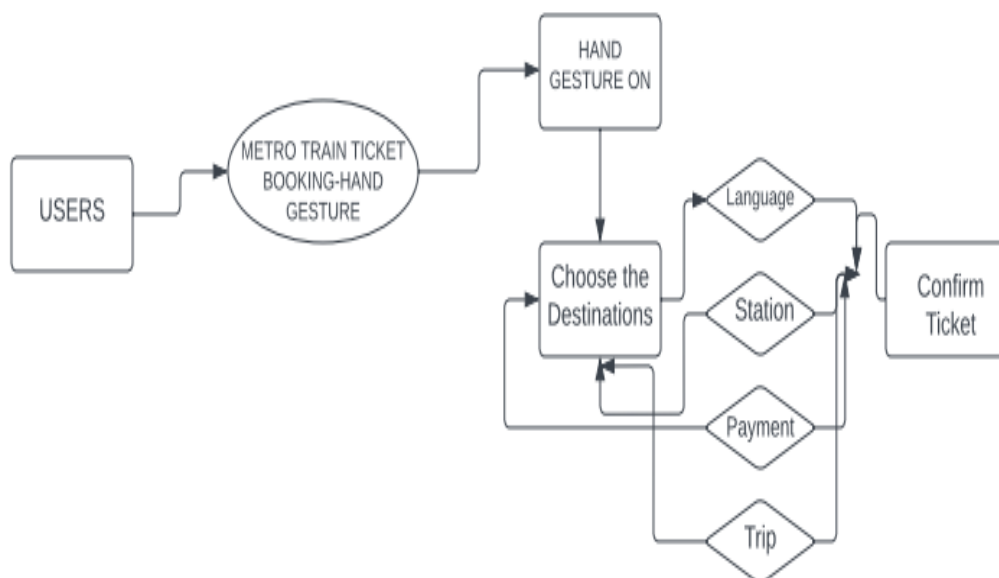 HAND
GESTURE ON
METRO TRAIN TICKET
BOOKING-HAND
GESTURE
USERS
Language
Choose the
Destinations
Station
Confirm
Ticket
Payment
Trip